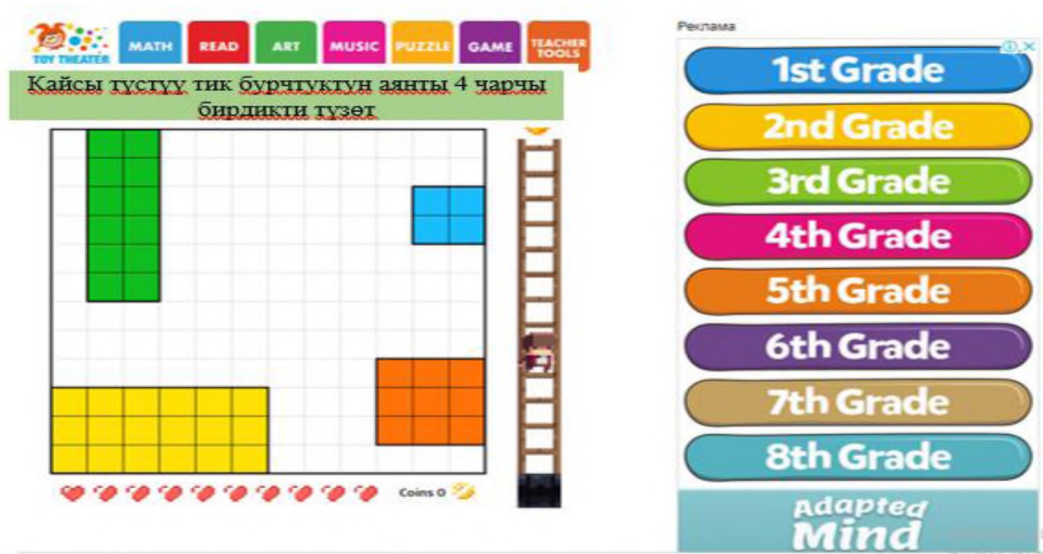 TOY THEATER
MATH
READ
ART
MUSIC
PUZZLE
GAME
TEACHER
TOOLS
Кайсы түстүү тик бурчтуктун аянты 4 чарчы
бирдикти түзөт
Coins 0
Реклама
1st Grade
2nd Grade
3rd Grade
4th Grade
5th Grade
6th Grade
7th Grade
8th Grade
Adapted
Mind